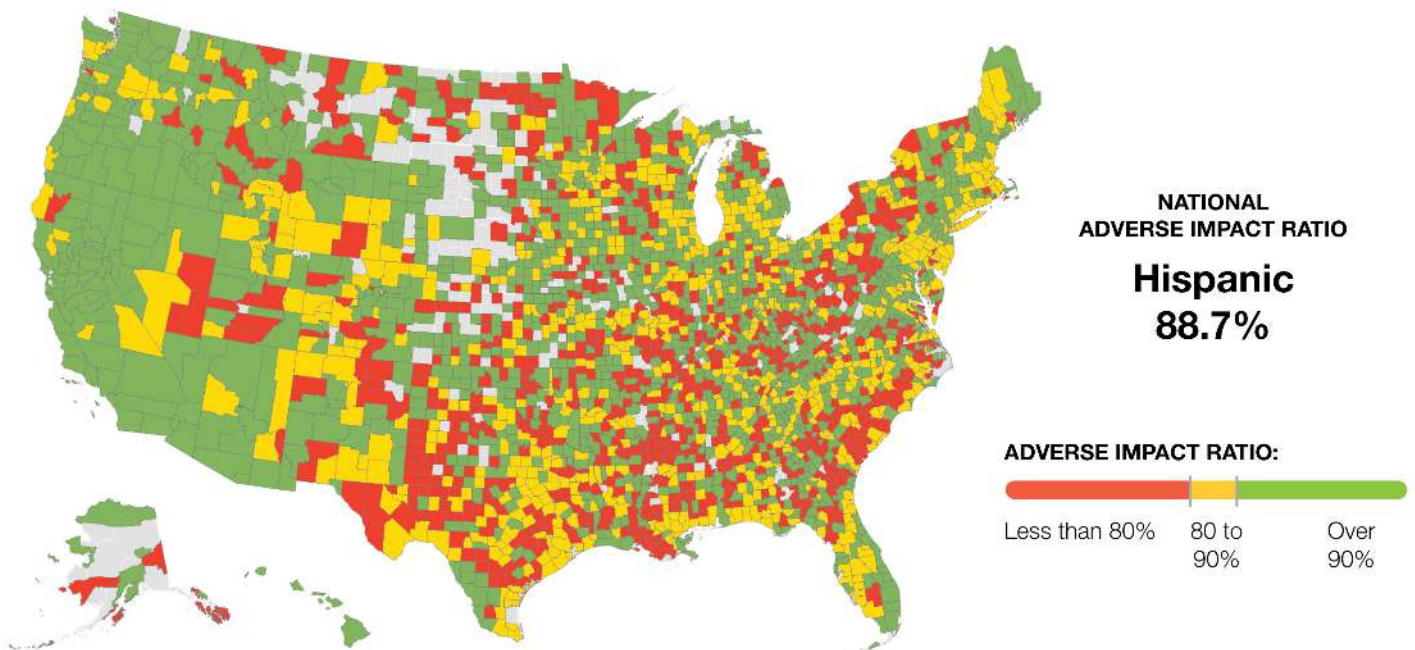 NATIONAL
ADVERSE IMPACT RATIO
Hispanic
88.7%
ADVERSE IMPACT RATIO:
Less than 80%
80 to
90%
Over
90%